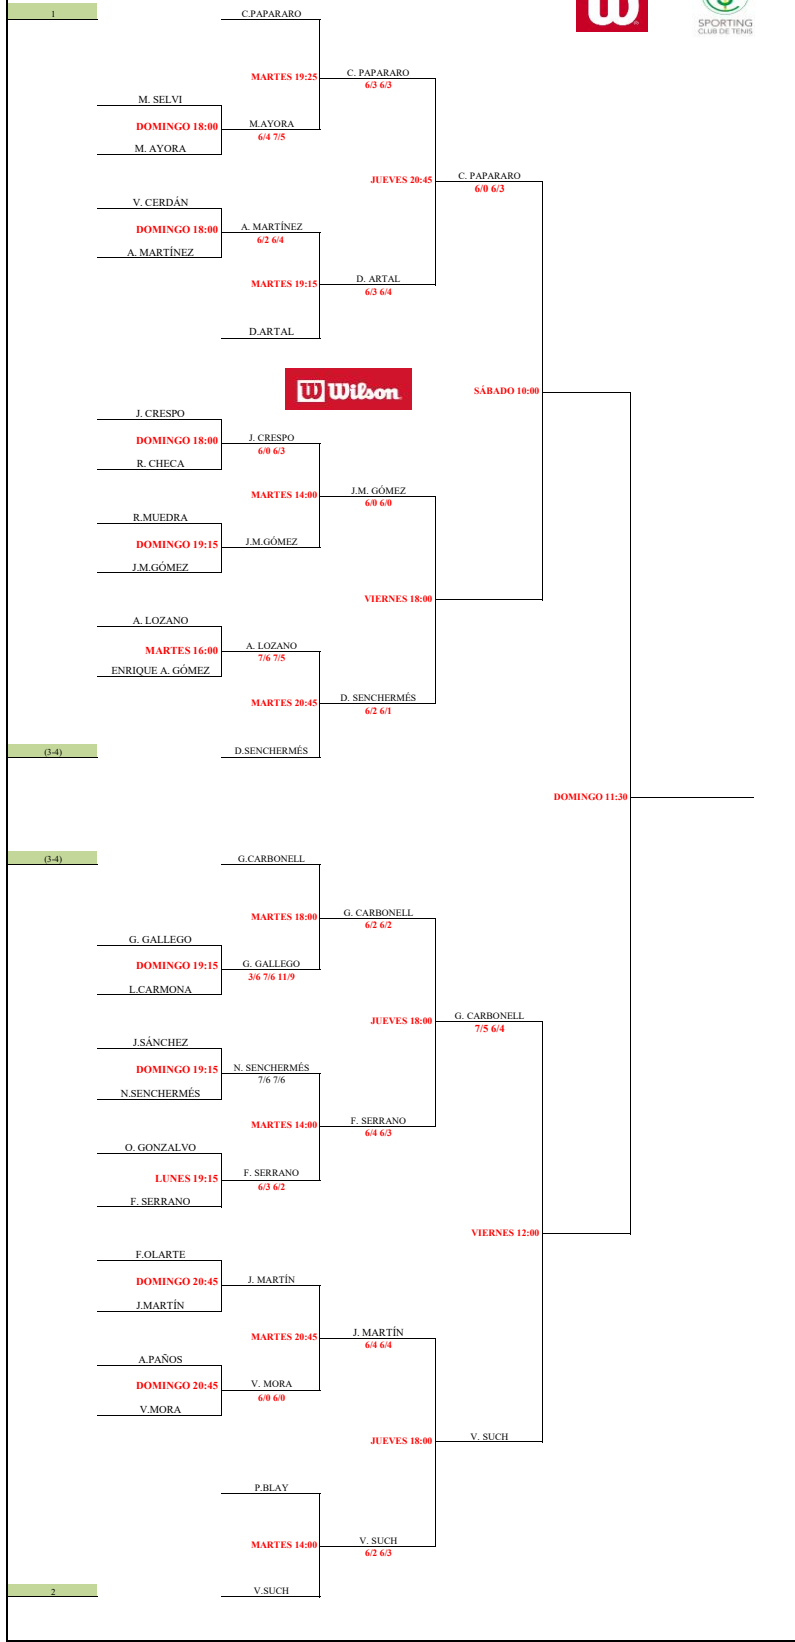 1
C.PAPARARO
SPORTING
CLUB DE TENIS
MARTES 19:25
C. PAPARARO
6/3 6/3
M. SELVI
DOMINGO 18:00
M.AYORA
6/4 7/5
M. AYORA
JUEVES 20:45
C. PAPARARO
6/0 6/3
V. CERDÁN
DOMINGO 18:00
A. MARTÍNEZ
6/2 6/4
A. MARTÍNEZ
MARTES 19:15
D. ARTAL
6/3 6/4
D.ARTAL
Wilson
SÁBADO 10:00
J. CRESPO
DOMINGO 18:00
J. CRESPO
6/0 6/3
R. CHECA
MARTES 14:00
J.M. GÓMEZ
6/0 6/0
R.MUEDRA
DOMINGO 19:15
J.M.GÓMEZ
J.M.GÓMEZ
VIERNES 18:00
A. LOZANO
MARTES 16:00
A. LOZANO
7/6 7/5
ENRIQUE A. GÓMEZ
MARTES 20:45
D. SENCHERMÉS
6/2 6/1
(3-4)
D.SENCHERMÉS
DOMINGO 11:30
(3-4)
G.CARBONELL
MARTES 18:00
G. CARBONELL
6/2 6/2
G. GALLEGO
DOMINGO 19:15
G. GALLEGO
3/6 7/6 11/9
L.CARMONA
JUEVES 18:00
G. CARBONELL
7/5 6/4
J.SÁNCHEZ
DOMINGO 19:15
N. SENCHERMÉS
7/6 7/6
N.SENCHERMÉS
MARTES 14:00
F. SERRANO
6/4 6/3
O. GONZALVO
LUNES 19:15
F. SERRANO
6/3 6/2
F. SERRANO
VIERNES 12:00
F.OLARTE
DOMINGO 20:45
J. MARTÍN
J.MARTÍN
MARTES 20:45
J. MARTÍN
6/4 6/4
A.PAÑOS
DOMINGO 20:45
V. MORA
6/0 6/0
V.MORA
JUEVES 18:00
V. SUCH
P.BLAY
MARTES 14:00
V. SUCH
6/2 6/3
2
V.SUCH